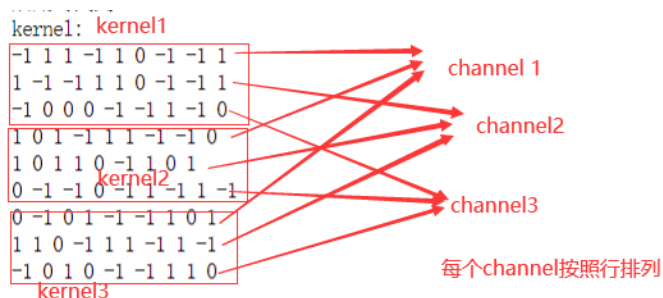 kernel: kernel1
-1 1 1 -1 1 0 -1 -1 1
1 -1 -1 1 1 0 -1 -1 1
-1 0 0 0 -1 -1 1 -1 0
1 0 1 -1 1 1 -1 -1 0
1 0 1 1 0 -1 1 0 1
0 -1 -1 0 -1 1 -1 1 -1
kernel2
0 -1 0 1 -1 -1 1 0 1
1 1 0 -1 1 1 -1 1 -1
-1 0 1 0 -1 -1 1 1 0
kernel3
channel 1
channel2
channel3
每个channel按照行排列